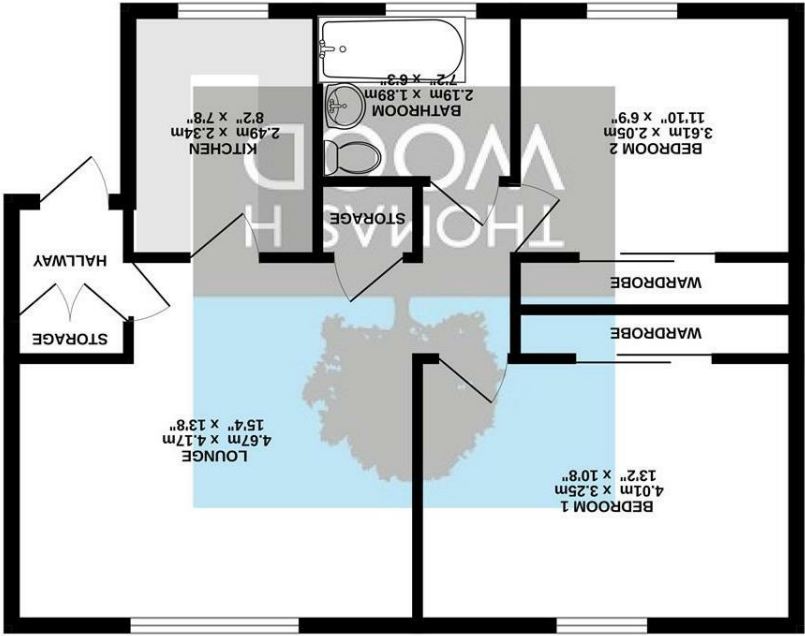 BEDROOM 1
4.01m x 3.25m
13'2" x 10'8"
LOUNGE
4.67m x 4.17m
15'4" x 13'8"
WARDROBE
STORAGE
WARDROBE
HALLWAY
STORAGE
THOMAS H
WOOD
BEDROOM 2
3.61m x 2.05m
11'10" x 6'9"
KITCHEN
2.49m x 2.34m
8'2" x 7'8"
BATHROOM
2.19m x 1.89m
7'2" x 6'3"